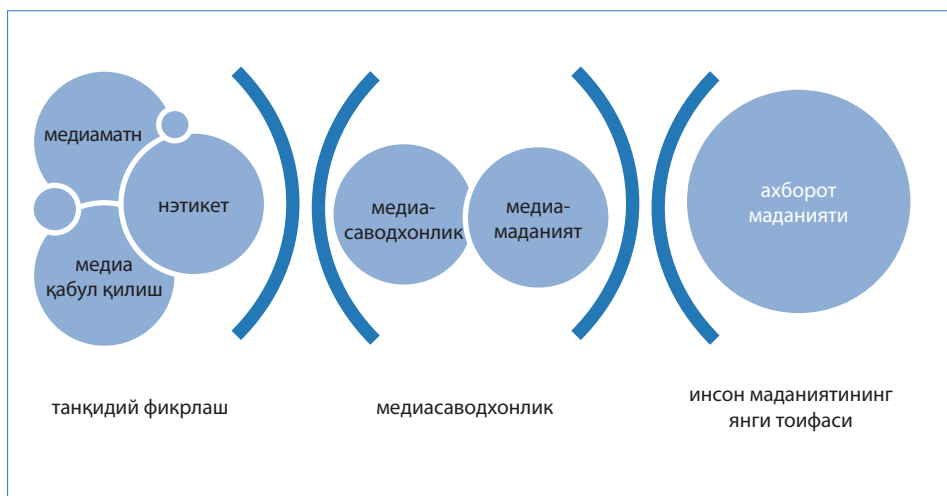 медиаматн
нэтикет
медиа
қабул қилиш
медиа-
саводхонлик
медиа-
маданият
ахборот
маданияти
танқидий фикрлаш
медиасаводхонлик
инсон маданиятининг
янги тоифаси